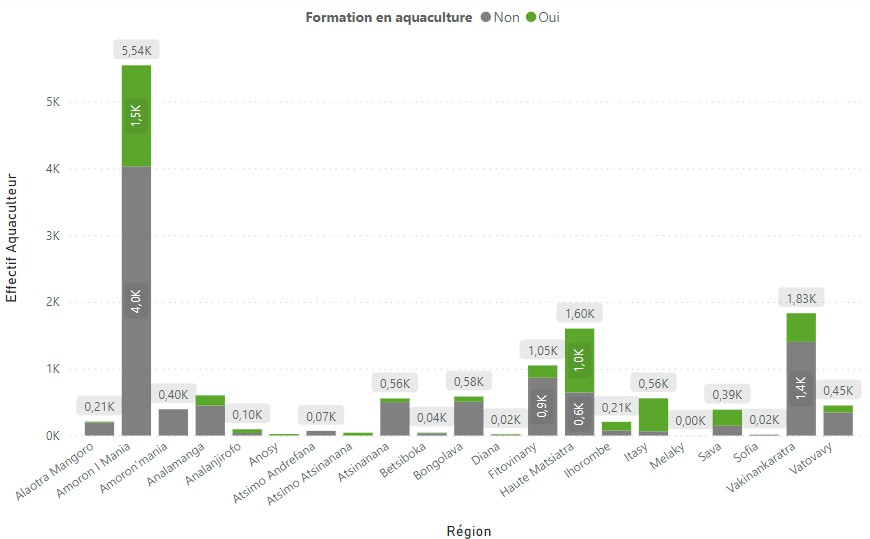 Formation en aquaculture Non Oui
Effectif Aquaculteur
5K
4K
3K
2K
1K
0K
0,21K
5,54K
1,5K
4,0K
0,40K
0,10K
0,07K
0,56K
0,04K
0,58K
0,02K
1,05K
0,9K
1,60K
1,0K
0,6K
0,21K
0,56K
0,00K
0,39K
0,02K
1,83K
1,4K
0,45K
Alaotra Mangoro
Amoron I Mania
Amoron'mania
Analamanga
Analanjirofo
Anosy
Atsimo Andrefana
Atsimo Atsinanana
Atsinanana
Betsiboka
Bongolava
Diana
Fitovinany
Haute Matsiatra
Ihorombe
Itasy
Melaky
Sava
Sofia
Vakinankaratra
Vatovavy
Région